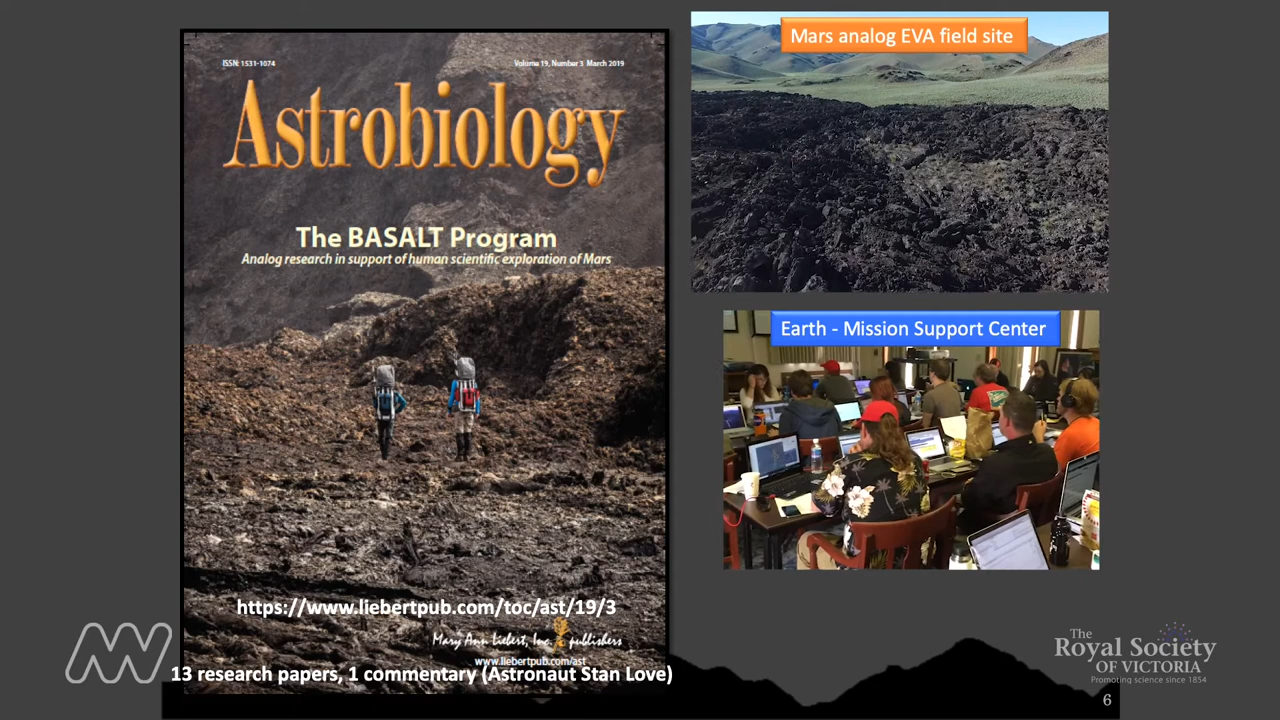 ISSN: 1531-1074
Volume 19, Number 3 March 2019
Astrobiology
The BASALT Program
Analog research in support of human scientific exploration of Mars
https://www.liebertpub.com/toc/ast/19/3
Mary Ann Liebert, Inc. publishers
www.liebertpub.com/ast
13 research papers, 1 commentary (Astronaut Stan Love)
Mars analog EVA field site
Earth - Mission Support Center
The
Royal Society
OF VICTORIA
Promoting science since 1854
6